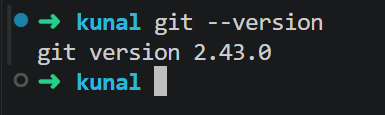 ➜ kunal git --version
git version 2.43.0
➜ kunal